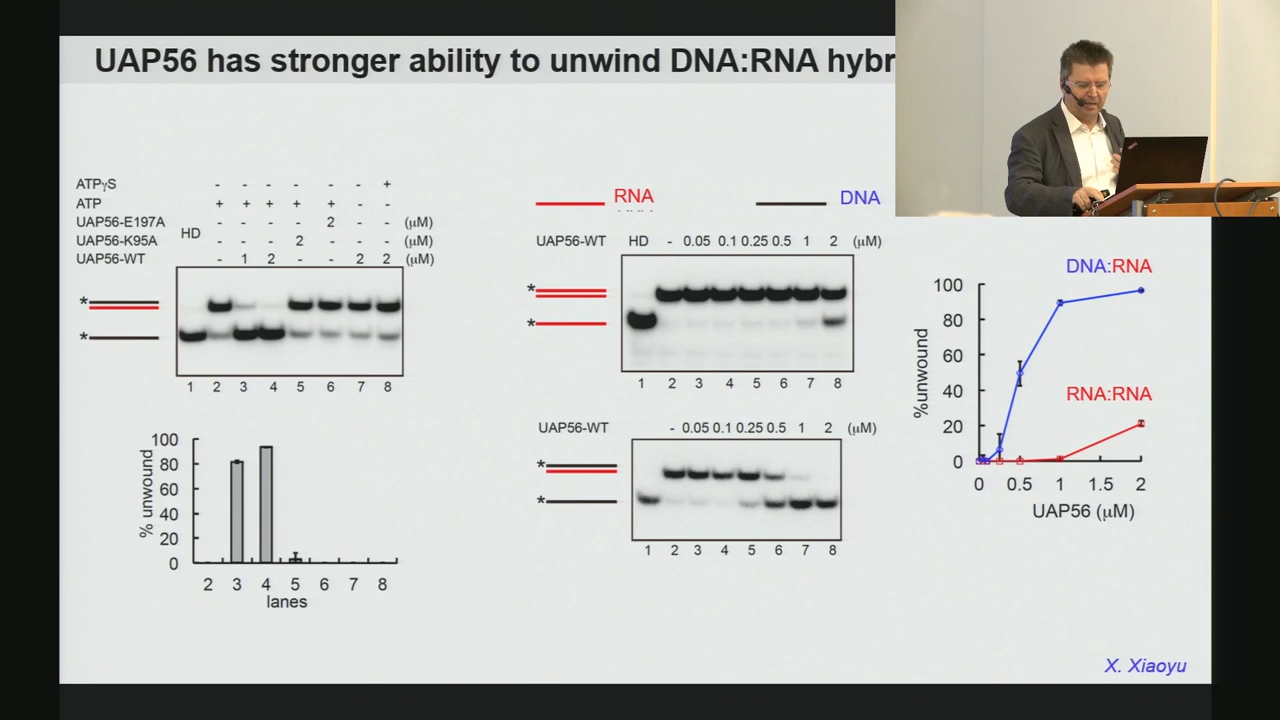 UAP56 has stronger ability to unwind DNA:RNA hybr
ATPγS - - - - - - +
ATP + + + + + - -
UAP56-E197A - - - - 2 - - (μM)
HD
UAP56-K95A - - - 2 - - - (μM)
UAP56-WT - 1 2 - - 2 2 (μM)
*
*
1 2 3 4 5 6 7 8
% unwound
100
80
60
40
20
0
2 3 4 5 6 7 8
lanes
RNA
DNA
UAP56-WT HD - 0.05 0.1 0.25 0.5 1 2 (μM)
*
*
1 2 3 4 5 6 7 8
UAP56-WT - 0.05 0.1 0.25 0.5 1 2 (μM)
*
*
1 2 3 4 5 6 7 8
DNA:RNA
RNA:RNA
%unwound
100
80
60
40
20
0
0 0.5 1 1.5 2
UAP56 (μM)
X. Xiaoyu